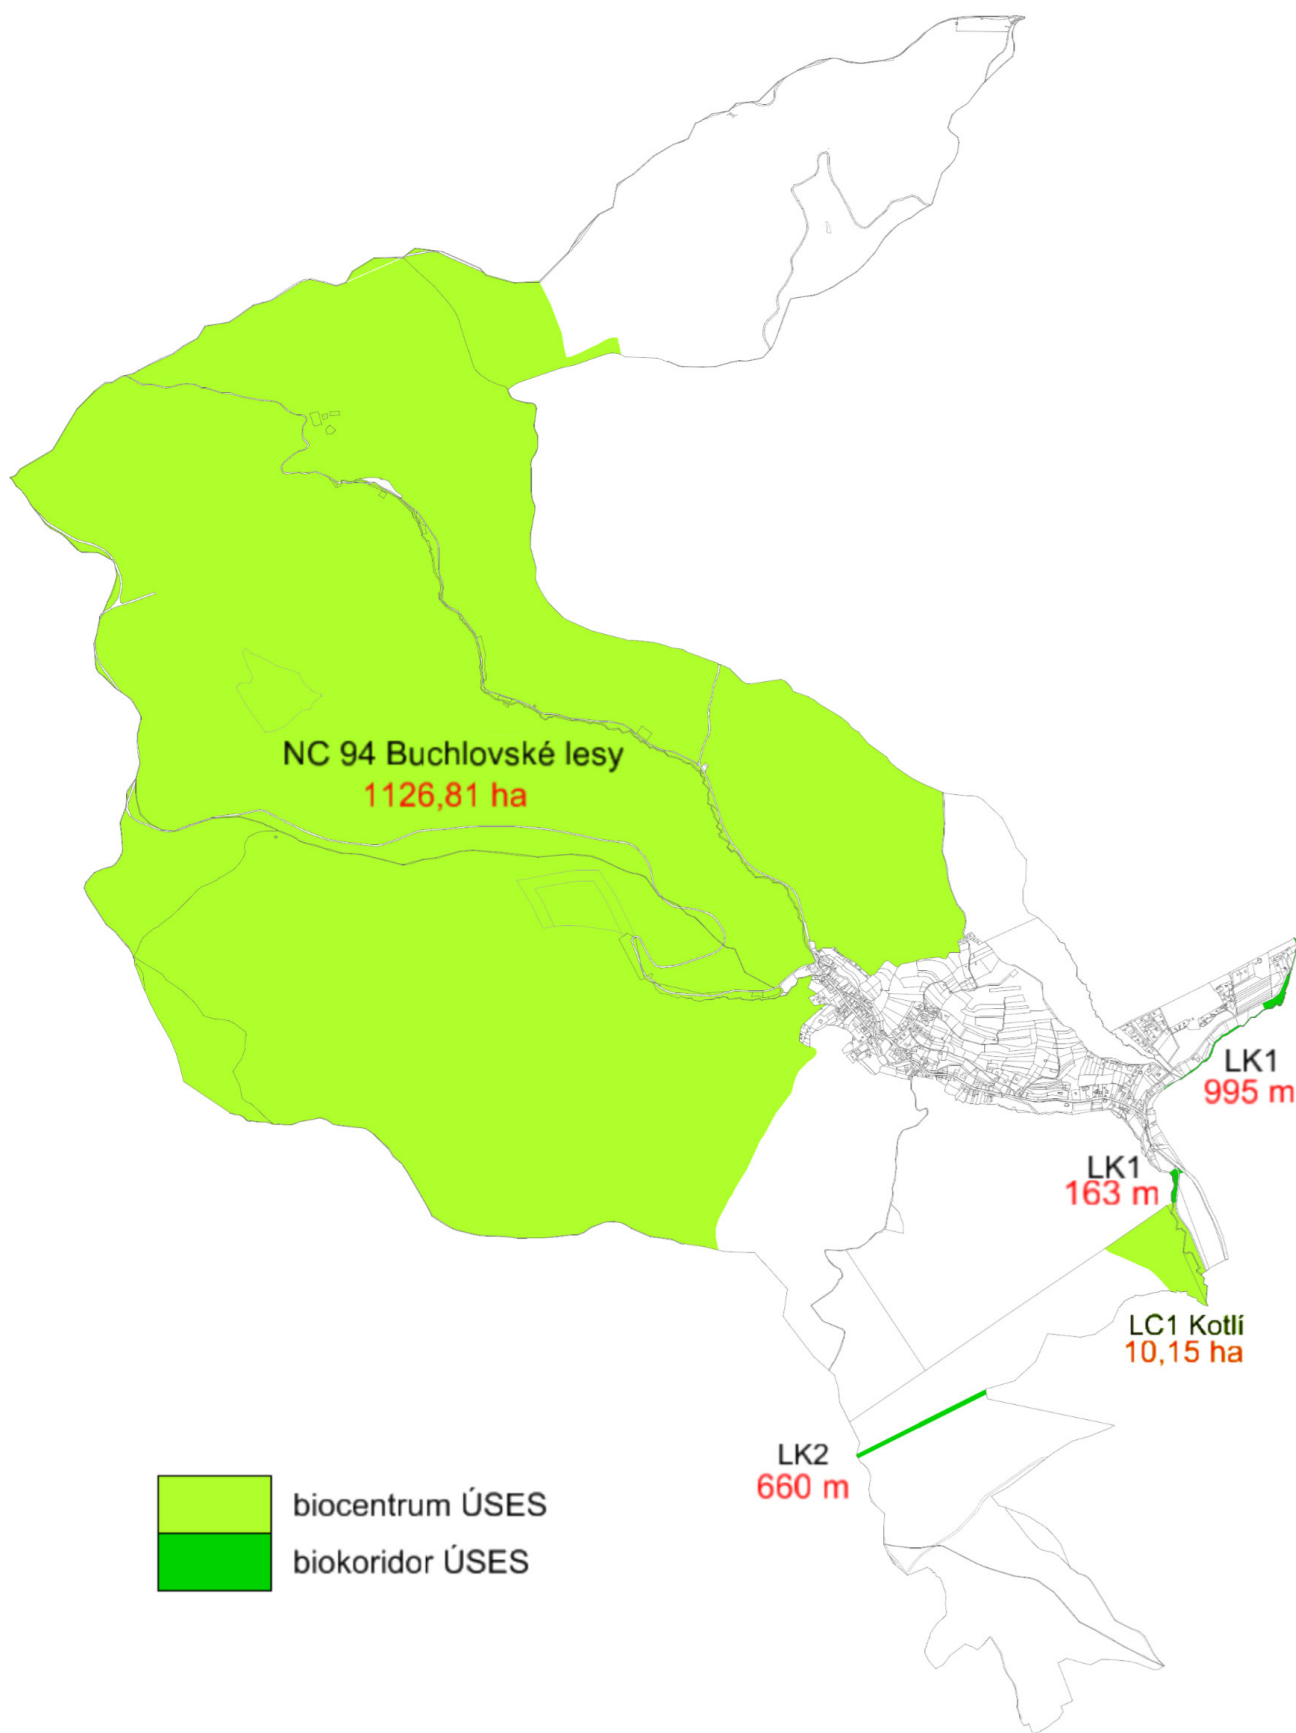 NC 94 Buchlovské lesy
1126,81 ha
LK1
995 m
LK1
163 m
LC1 Kotlí
10,15 ha
LK2
660 m
biocentrum ÚSES
biokoridor ÚSES